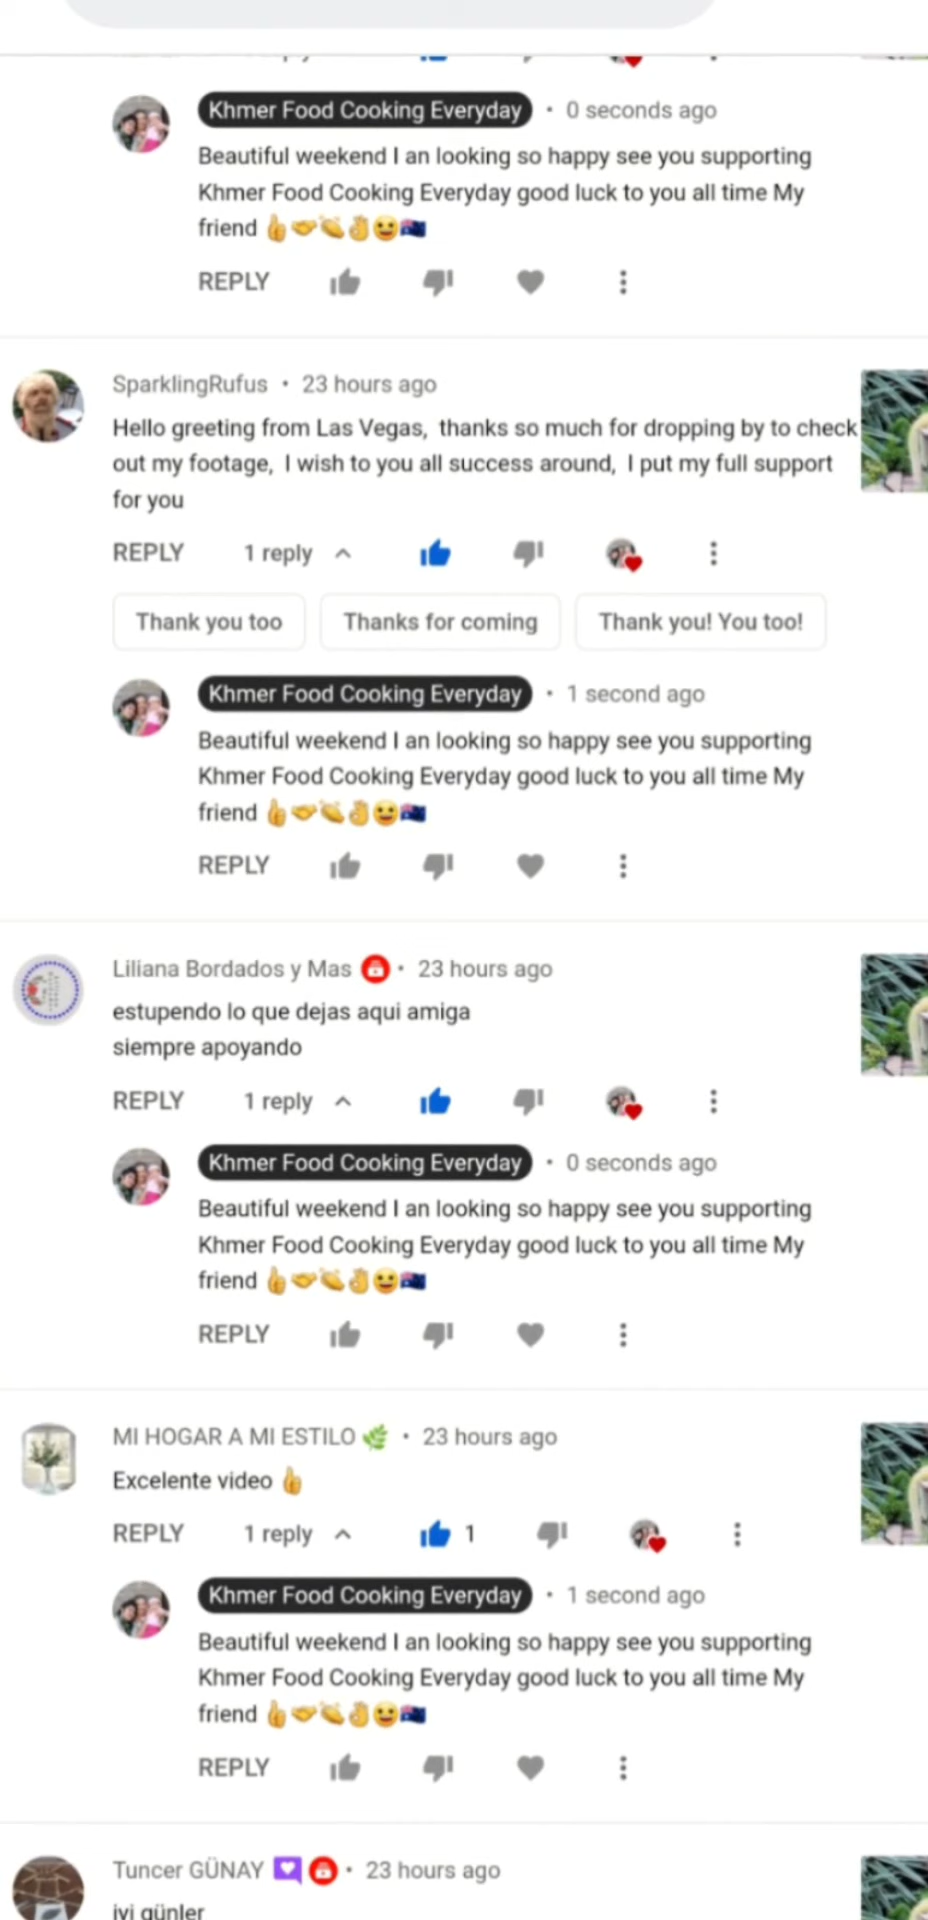 Khmer Food Cooking Everyday • 0 seconds ago
Beautiful weekend I an looking so happy see you supporting
Khmer Food Cooking Everyday good luck to you all time My
friend 👍🤝👏👌😀🇦🇺
REPLY
SparklingRufus • 23 hours ago
Hello greeting from Las Vegas, thanks so much for dropping by to check
out my footage, I wish to you all success around, I put my full support
for you
REPLY 1 reply
Thank you too Thanks for coming Thank you! You too!
Khmer Food Cooking Everyday • 1 second ago
Beautiful weekend I an looking so happy see you supporting
Khmer Food Cooking Everyday good luck to you all time My
friend 👍🤝👏👌😀🇦🇺
REPLY
Liliana Bordados y Mas • 23 hours ago
estupendo lo que dejas aqui amiga
siempre apoyando
REPLY 1 reply
Khmer Food Cooking Everyday • 0 seconds ago
Beautiful weekend I an looking so happy see you supporting
Khmer Food Cooking Everyday good luck to you all time My
friend 👍🤝👏👌😀🇦🇺
REPLY
MI HOGAR A MI ESTILO 🌿 • 23 hours ago
Excelente video 👍
REPLY 1 reply 1
Khmer Food Cooking Everyday • 1 second ago
Beautiful weekend I an looking so happy see you supporting
Khmer Food Cooking Everyday good luck to you all time My
friend 👍🤝👏👌😀🇦🇺
REPLY
Tuncer GÜNAY • 23 hours ago
iyi günler